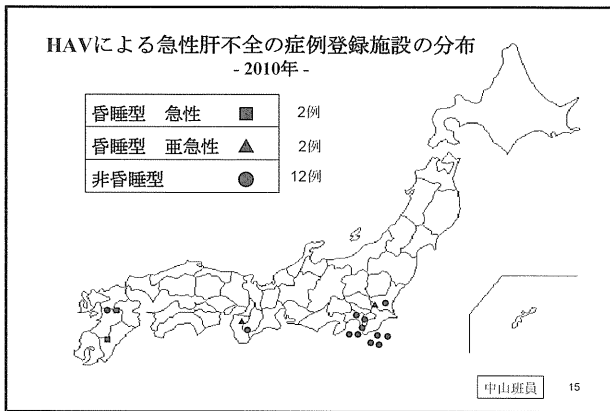 HAVによる急性肝不全の症例登録施設の分布
- 2010年 -
昏睡型 急性 ■ 2例
昏睡型 亜急性 ▲ 2例
非昏睡型 ● 12例
中山班員
15